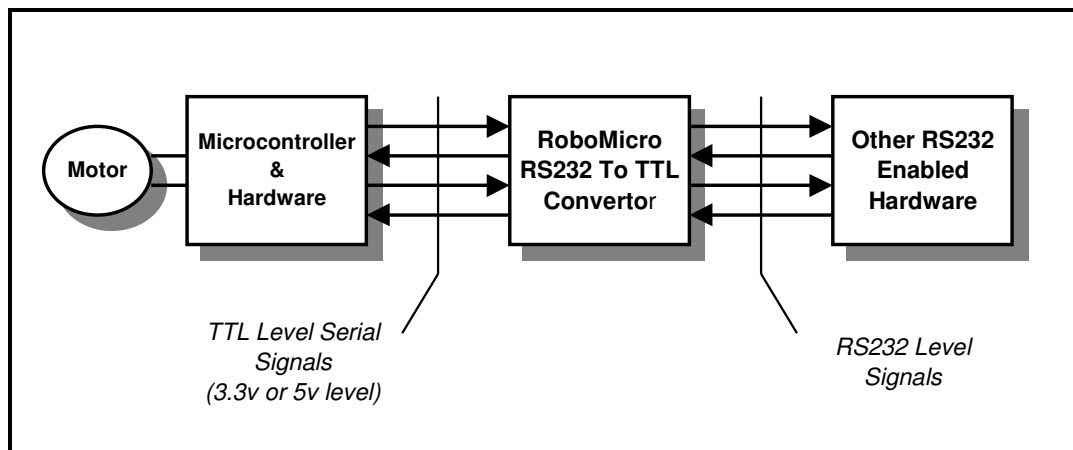 Motor
Microcontroller
&
Hardware
RoboMicro
RS232 To TTL
Convertor
Other RS232
Enabled
Hardware
TTL Level Serial
Signals
(3.3v or 5v level)
RS232 Level
Signals